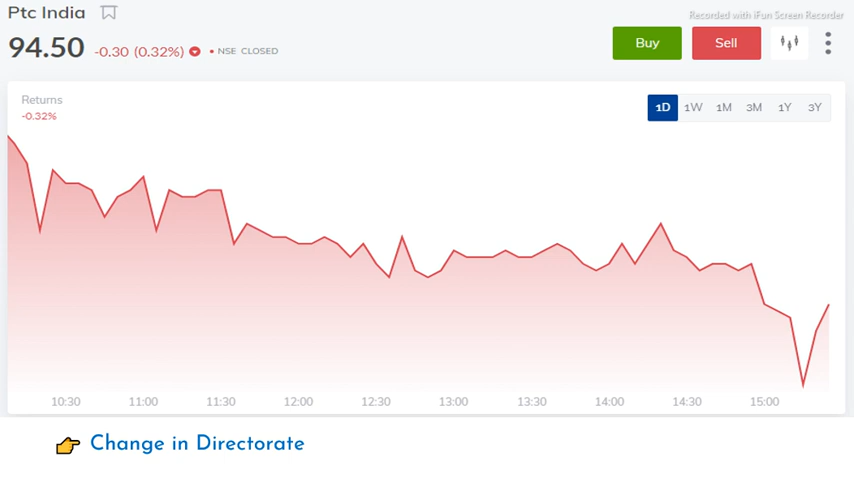 Ptc India
Recorded with iFun Screen Recorder
94.50 -0.30 (0.32%) • NSE CLOSED
Buy Sell
Returns
-0.32%
1D 1W 1M 3M 1Y 3Y
10:30 11:00 11:30 12:00 12:30 13:00 13:30 14:00 14:30 15:00
Change in Directorate